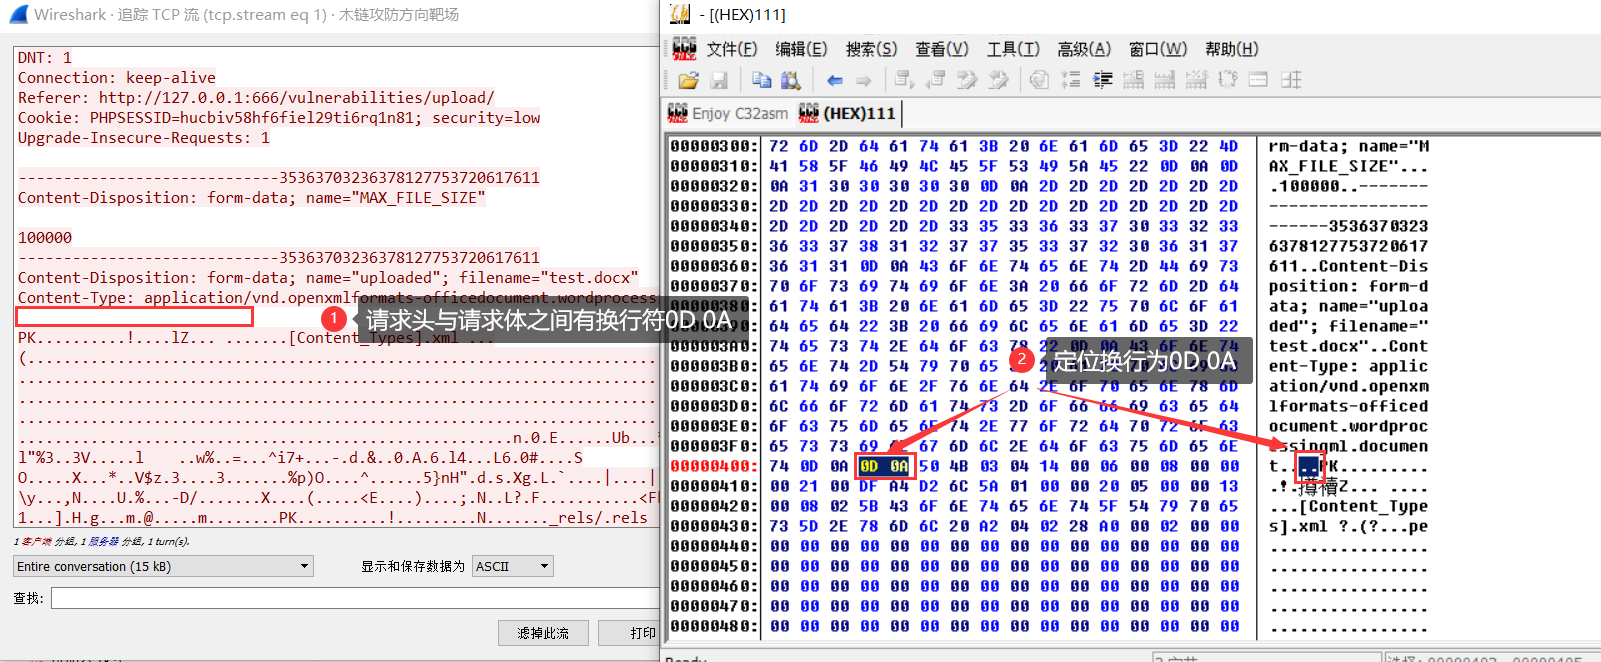 Wireshark · 追踪 TCP 流 (tcp.stream eq 1) · 木链攻防方向靶场
DNT: 1
Connection: keep-alive
Referer: http://127.0.0.1:666/vulnerabilities/upload/
Cookie: PHPSESSID=hucbiv58hf6fiel29ti6rq1n81; security=low
Upgrade-Insecure-Requests: 1
-----------------------------35363703236378127753720617611
Content-Disposition: form-data; name="MAX_FILE_SIZE"
100000
-----------------------------35363703236378127753720617611
Content-Disposition: form-data; name="uploaded"; filename="test.docx"
Content-Type: application/vnd.openxmlformats-officedocument.wordprocess
1 请求头与请求体之间有换行符0D 0A
PK..........!....lZ... .......[Content_Types].xml ...
(...
.n.0.E......Ub...*
l"%3..3V.....l    ..w%..=...^i7+...-.d.&..0.A.6.l4...L6.0#....S
O.....X...*..V$z.3....3.......%p)O...^......5}nH".d.s.Xg.L.`...|....|
\y...,N....U.%...-D/........X....(......<E....)....;.N..L?.F............<F
1...].H.g...m.@.....m........PK..........!.........N......._rels/.rels
1 客户端 分组, 1 服务器 分组, 1 turn(s).
Entire conversation (15 kB)
显示和保存数据为
ASCII
查找:
滤掉此流
打印
- [(HEX)111]
文件(F) 编辑(E) 搜索(S) 查看(V) 工具(T) 高级(A) 窗口(W) 帮助(H)
Enjoy C32asm
(HEX)111
00000300: 72 6D 2D 64 61 74 61 3B 20 6E 61 6D 65 3D 22 4D rm-data; name="M
00000310: 41 58 5F 46 49 4C 45 5F 53 49 5A 45 22 0D 0A 0D AX_FILE_SIZE"...
00000320: 0A 31 30 30 30 30 30 0D 0A 2D 2D 2D 2D 2D 2D 2D .100000..-------
00000330: 2D 2D 2D 2D 2D 2D 2D 2D 2D 2D 2D 2D 2D 2D 2D 2D ----------------
00000340: 2D 2D 2D 2D 2D 2D 33 35 33 36 33 37 30 33 32 33 ------3536370323
00000350: 36 33 37 38 31 32 37 37 35 33 37 32 30 36 31 37 6378127753720617
00000360: 36 31 31 0D 0A 43 6F 6E 74 65 6E 74 2D 44 69 73 611..Content-Dis
00000370: 70 6F 73 69 74 69 6F 6E 3A 20 66 6F 72 6D 2D 64 position: form-d
61 74 61 3B 20 6E 61 6D 65 3D 22 75 70 6C 6F 61 ata; name="uploa
64 65 64 22 3B 20 66 69 6C 65 6E 61 6D 65 3D 22 ded"; filename="
000003A0: 74 65 73 74 2E 64 6F 63 78 22 0D 0A 43 6F 6E 74 test.docx"..Cont
000003B0: 65 6E 74 2D 54 79 70 65 ent-Type: applic
2 定位换行为0D 0A
000003C0: 61 74 69 6F 6E 2F 76 6E 64 2E 6F 70 65 6E 78 6D ation/vnd.openxm
000003D0: 6C 66 6F 72 6D 61 74 73 2D 6F 66 66 69 63 65 64 lformats-officed
000003E0: 6F 63 75 6D 65 6E 74 2E 77 6F 72 64 70 72 6F 63 ocument.wordproc
000003F0: 65 73 73 69 6E 67 6D 6C 2E 64 6F 63 75 6D 65 6E essingml.documen
00000400: 74 0D 0A 0D 0A 50 4B 03 04 14 00 06 00 08 00 00 t....PK.........
00000410: 00 21 00 DF A4 D2 6C 5A 01 00 00 20 05 00 00 13
00000420: 00 08 02 5B 43 6F 6E 74 65 6E 74 5F 54 79 70 65 ...[Content_Type
00000430: 73 5D 2E 78 6D 6C 20 A2 04 02 28 A0 00 02 00 00 s].xml ?.(?...pe
00000440: 00 00 00 00 00 00 00 00 00 00 00 00 00 00 00 00 ................
00000450: 00 00 00 00 00 00 00 00 00 00 00 00 00 00 00 00 ................
00000460: 00 00 00 00 00 00 00 00 00 00 00 00 00 00 00 00 ................
00000470: 00 00 00 00 00 00 00 00 00 00 00 00 00 00 00 00 ................
00000480: 00 00 00 00 00 00 00 00 00 00 00 00 00 00 00 00 ................